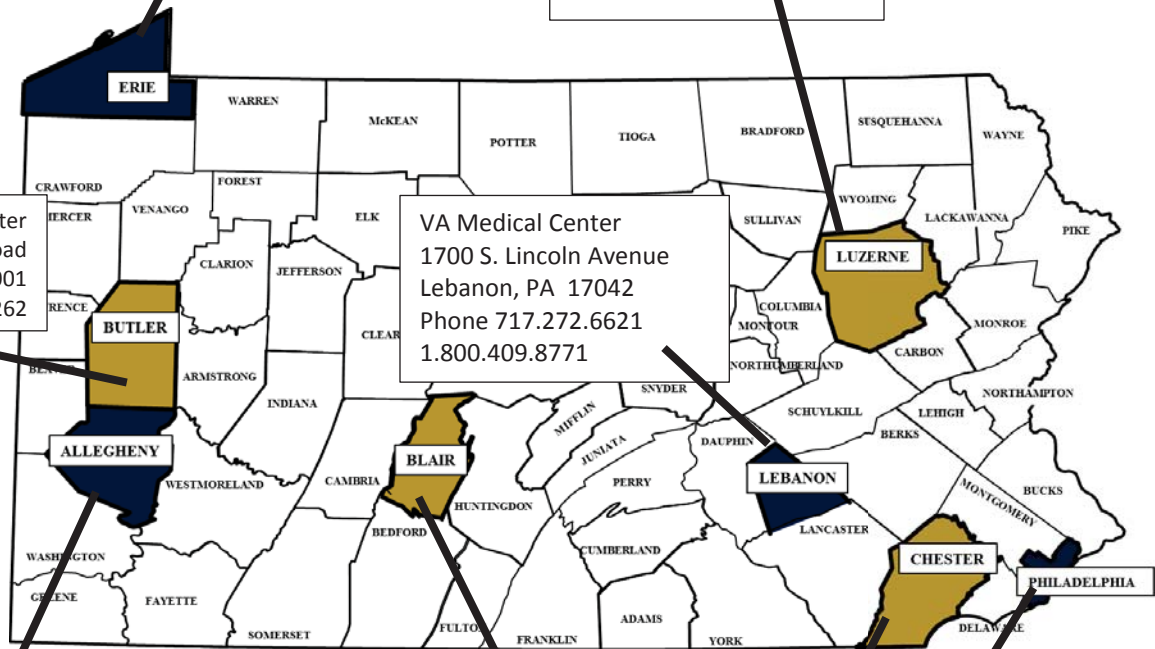 ERIE
WARREN
McKEAN
POTTER
TIOGA
BRADFORD
SUSQUEHANNA
WAYNE
CRAWFORD
FOREST
VENANGO
ELK
SULLIVAN
WYOMING
LACKAWANNA
PIKE
CLARION
JEFFERSON
LUZERNE
VA Medical Center
1700 S. Lincoln Avenue
Lebanon, PA 17042
Phone 717.272.6621
1.800.409.8771
BUTLER
COLUMBIA
MONTOUR
MONROE
CARBON
NORTHUMBERLAND
ARMSTRONG
INDIANA
SNYDER
NORTHAMPTON
MIFFLIN
SCHUYLKILL
LEHIGH
ALLEGHENY
BLAIR
JUNIATA
DAUPHIN
BERKS
WESTMORELAND
CAMBRIA
PERRY
LEBANON
MONTGOMERY
BUCKS
HUNTINGDON
BEDFORD
LANCASTER
WASHINGTON
CUMBERLAND
CHESTER
PHILADELPHIA
GREENE
FAYETTE
ADAMS
SOMERSET
FULTON
FRANKLIN
YORK
DELAWARE